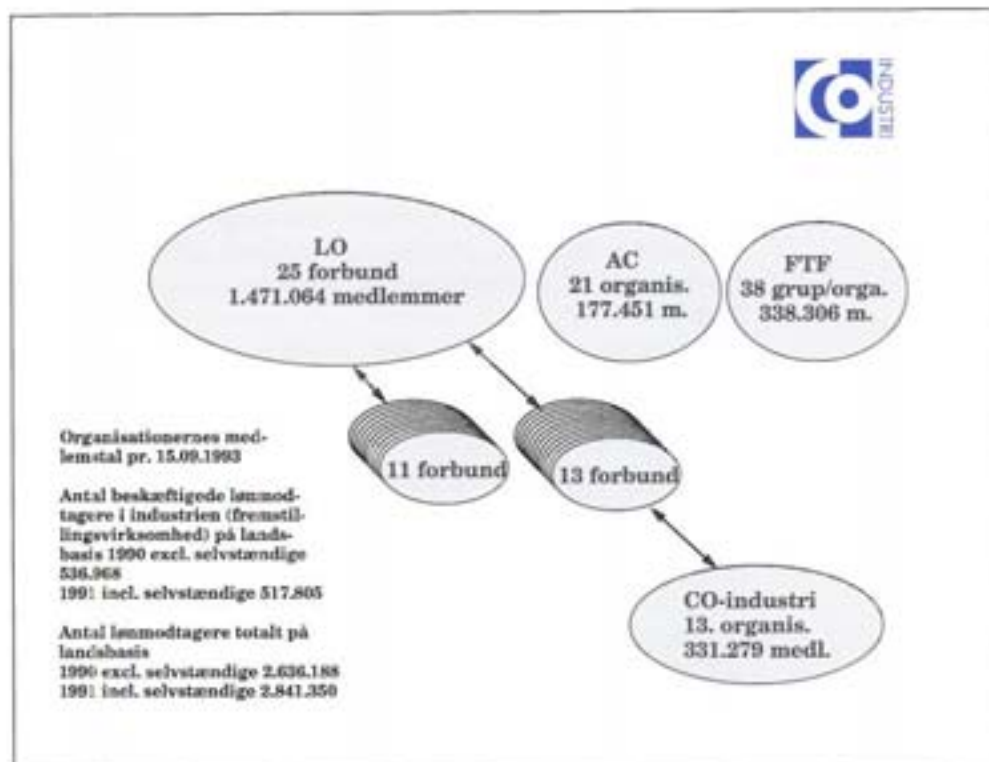 CO
INDUSTRI
LO
25 forbund
1.471.064 medlemmer
AC
21 organis.
177.451 m.
FTF
38 grup/orga.
338.306 m.
11 forbund
13 forbund
CO-industri
13. organis.
331.279 medl.
Organisationernes med-
lemstal pr. 15.09.1993
Antal beskæftigede lønmod-
tagere i industrien (fremstil-
lingsvirksomhed) på lands-
basis 1990 excl. selvstændige
536.968
1991 incl. selvstændige 517.805
Antal lønmodtagere totalt på
landsbasis
1990 excl. selvstændige 2.636.188
1991 incl. selvstændige 2.841.350